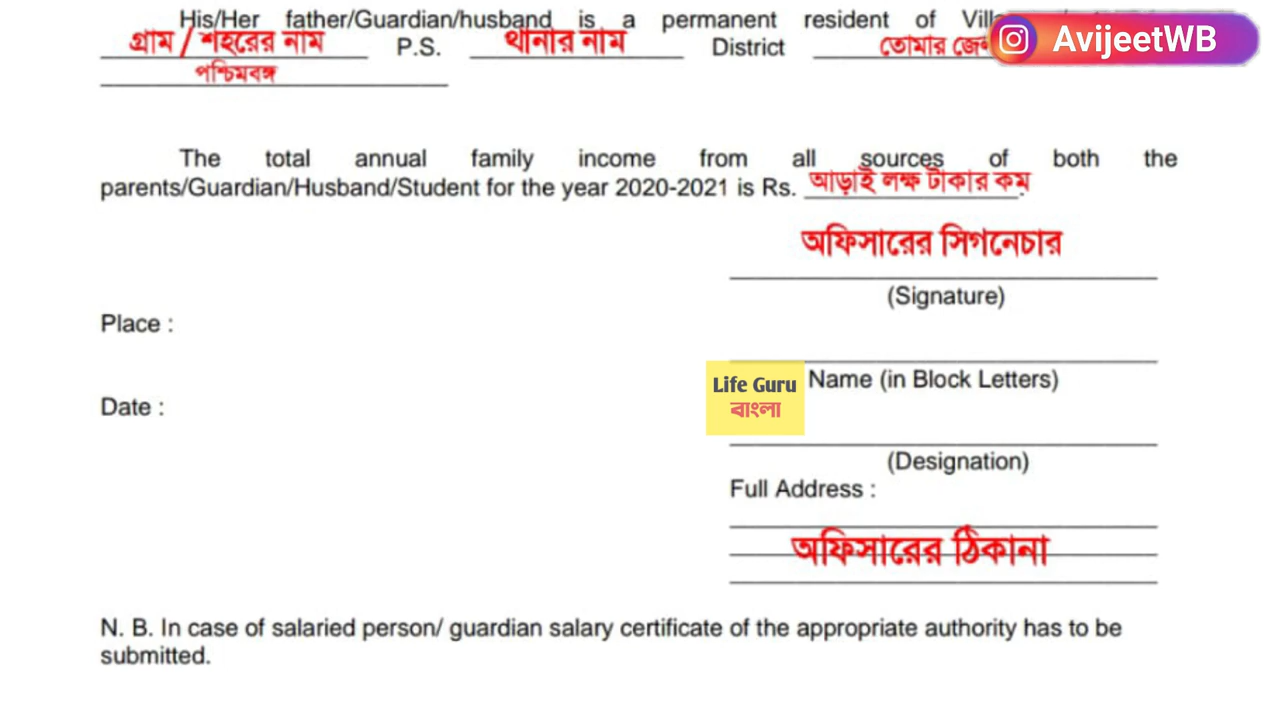 His/Her father/Guardian/husband is a permanent resident of
AvijeetWB
গ্রাম / শহরের নাম P.S. থানার নাম District তোমার
পশ্চিমবঙ্গ
The total annual family income from all sources of both the
parents/Guardian/Husband/Student for the year 2020-2021 is Rs. আড়াই লক্ষ টাকার কম.
অফিসারের সিগনেচার
(Signature)
Place :
Name (in Block Letters)
Life Guru
বাংলা
Date :
(Designation)
Full Address :
অফিসারের ঠিকানা
N. B. In case of salaried person/ guardian salary certificate of the appropriate authority has to be
submitted.